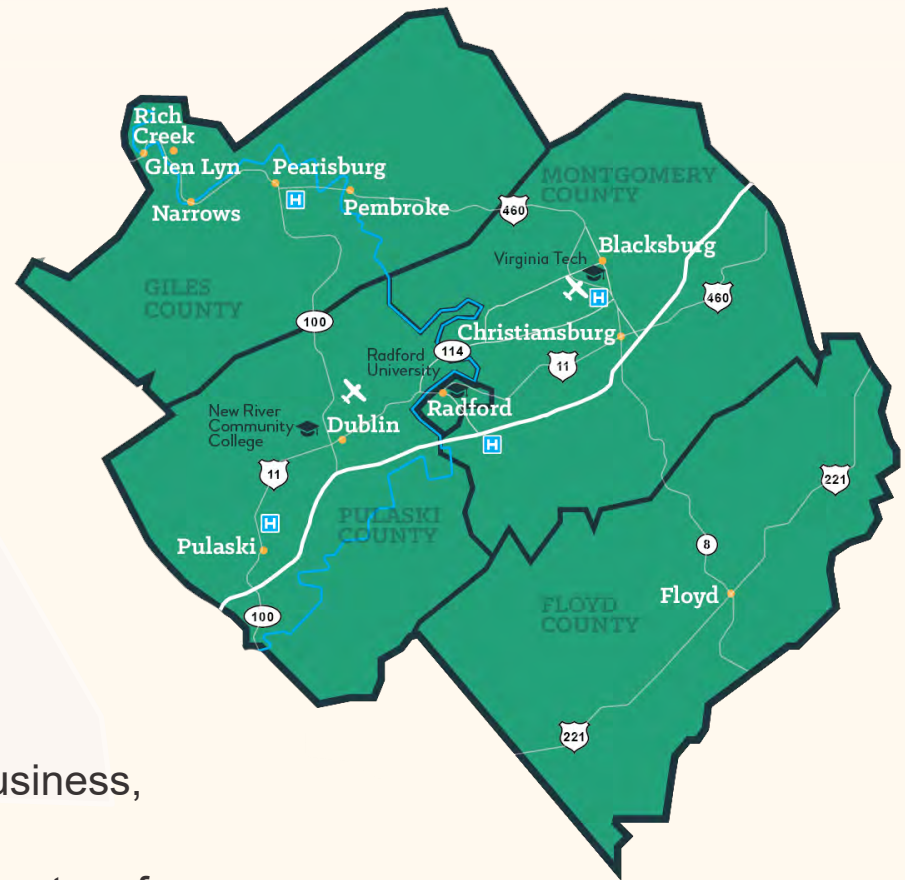 Rich
Creek
Glen Lyn
Pearisburg
H
Narrows
Pembroke
MONTGOMERY
COUNTY
460
Blacksburg
Virginia Tech
H
460
GILES
COUNTY
100
Christiansburg
114
11
Radford
University
Radford
New River
Community
College
Dublin
H
11
221
H
PULASKI
COUNTY
Pulaski
8
Floyd
FLOYD
COUNTY
100
221
usiness,